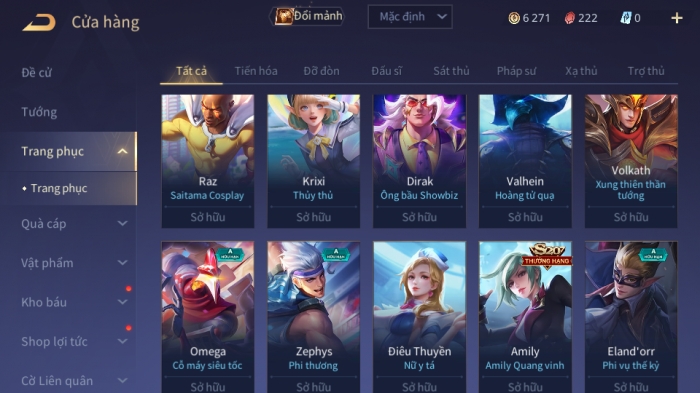 Cửa hàng
Đổi mảnh
Mặc định
6 271
222
0
Đề cử
Tướng
Trang phục
Trang phục
Quà cáp
Vật phẩm
Kho báu
Shop lợi tức
Cờ Liên quân
Tất cả
Tiến hóa
Đỡ đòn
Đấu sĩ
Sát thủ
Pháp sư
Xạ thủ
Trợ thủ
Raz
Saitama Cosplay
Sở hữu
Krixi
Thủy thủ
Sở hữu
Dirak
Ông bầu Showbiz
Sở hữu
Valhein
Hoàng tử quạ
Sở hữu
Volkath
Xung thiên thần
tướng
Sở hữu
A
HỮU HẠN
Omega
Cỗ máy siêu tốc
Sở hữu
A
HỮU HẠN
Zephys
Phi thường
Sở hữu
Điêu Thuyền
Nữ y tá
Sở hữu
S20
THƯỢNG HẠNG
Amily
Amily Quang vinh
Sở hữu
A
HỮU HẠN
Eland'orr
Phi vụ thế kỷ
Sở hữu